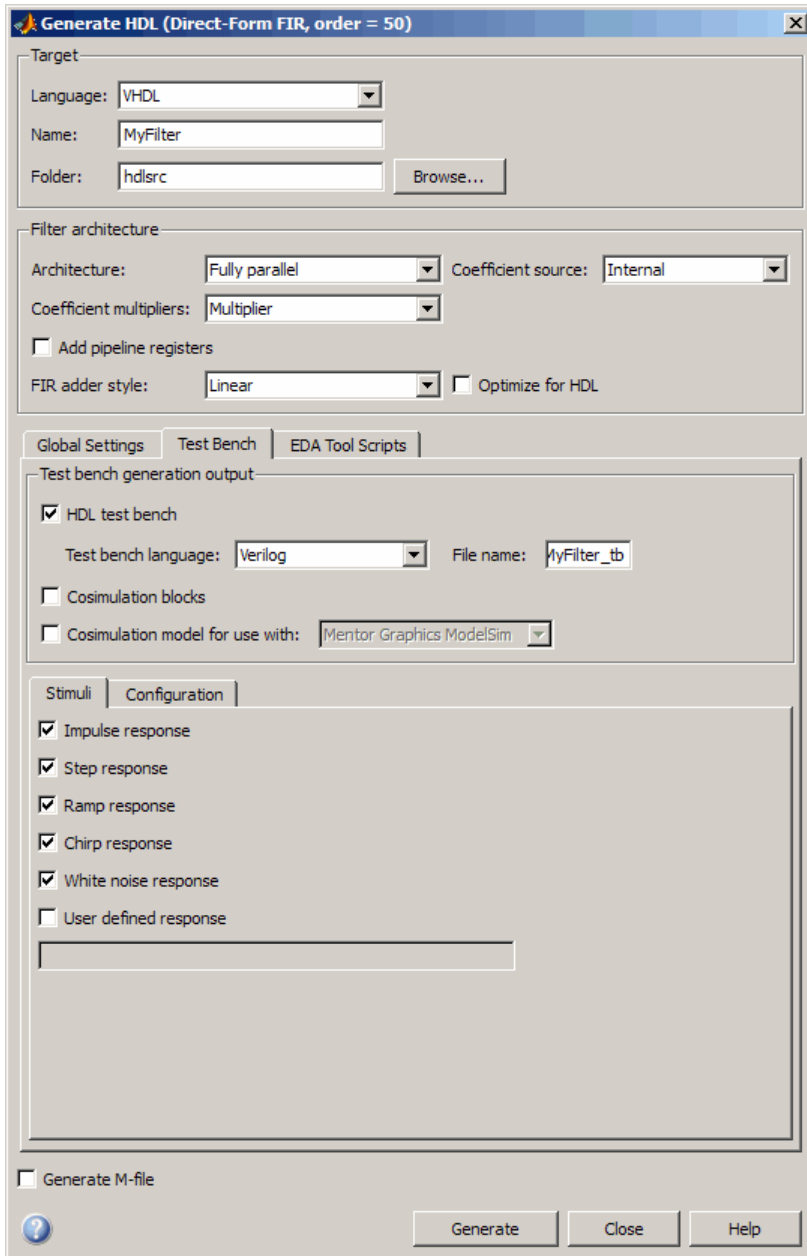 Generate HDL (Direct-Form FIR, order = 50)
Target
Language: VHDL
Name: MyFilter
Folder: hdlsrc Browse...
Filter architecture
Architecture: Fully parallel Coefficient source: Internal
Coefficient multipliers: Multiplier
Add pipeline registers
FIR adder style: Linear Optimize for HDL
Global Settings Test Bench EDA Tool Scripts
Test bench generation output
HDL test bench
Test bench language: Verilog File name: MyFilter_tb
Cosimulation blocks
Cosimulation model for use with: Mentor Graphics ModelSim
Stimuli Configuration
Impulse response
Step response
Ramp response
Chirp response
White noise response
User defined response
Generate M-file
? Generate Close Help